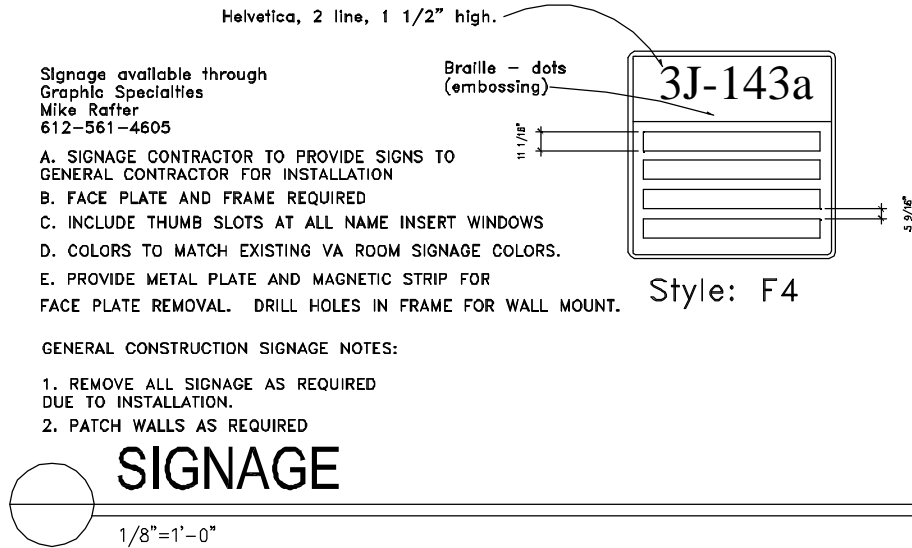 Helvetica, 2 line, 1 1/2" high.
Signage available through
Graphic Specialties
Mike Rafter
612-561-4605
Braille - dots
(embossing)
3J-143a
11 1/16"
5 9/16"
A. SIGNAGE CONTRACTOR TO PROVIDE SIGNS TO
GENERAL CONTRACTOR FOR INSTALLATION
B. FACE PLATE AND FRAME REQUIRED
C. INCLUDE THUMB SLOTS AT ALL NAME INSERT WINDOWS
D. COLORS TO MATCH EXISTING VA ROOM SIGNAGE COLORS.
E. PROVIDE METAL PLATE AND MAGNETIC STRIP FOR
FACE PLATE REMOVAL. DRILL HOLES IN FRAME FOR WALL MOUNT.
Style: F4
GENERAL CONSTRUCTION SIGNAGE NOTES:
1. REMOVE ALL SIGNAGE AS REQUIRED
DUE TO INSTALLATION.
2. PATCH WALLS AS REQUIRED
SIGNAGE
1/8"=1'-0"